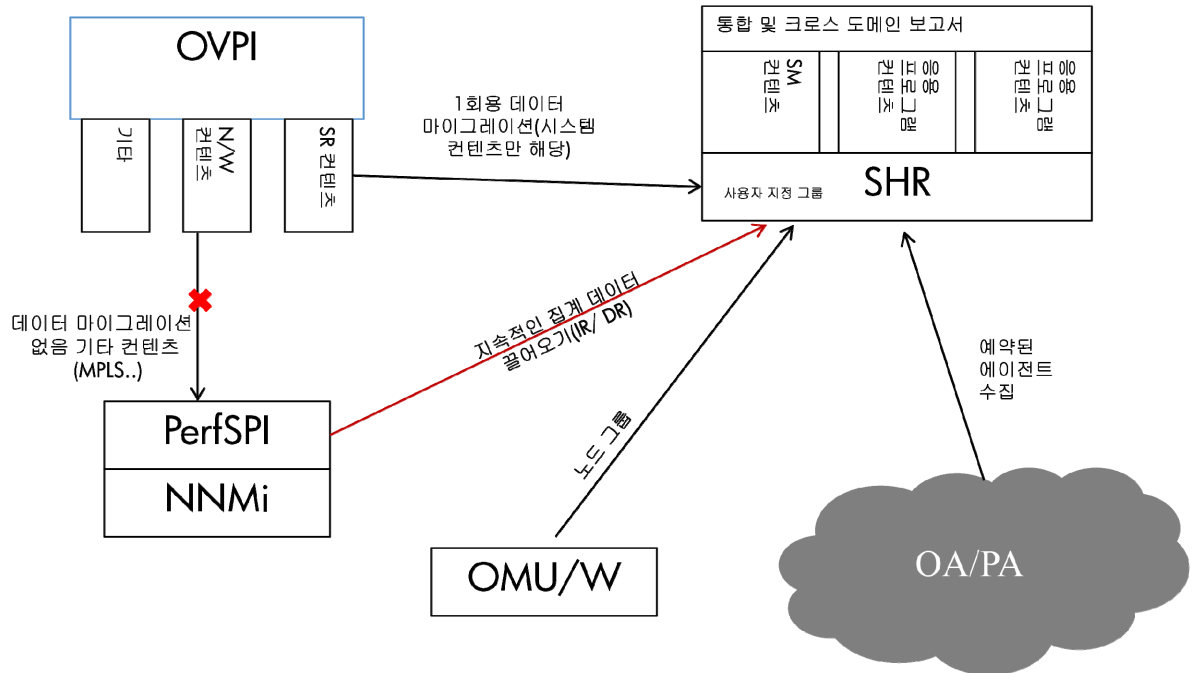 OVPI
기타
N/W
컨텐츠
SR 컨텐츠
1회용 데이터
마이그레이션(시스템
컨텐츠만 해당)
통합 및 크로스 도메인 보고서
SM
컨텐츠
응용
프로그램
컨텐츠
응용
프로그램
컨텐츠
사용자 지정 그룹
SHR
데이터 마이그레이션
없음 기타 컨텐츠
(MPLS..)
PerfSPI
NNMi
지속적인 집계 데이터
끌어오기(IR/ DR)
노드 그룹
OMU/W
예약된
에이전트
수집
OA/PA